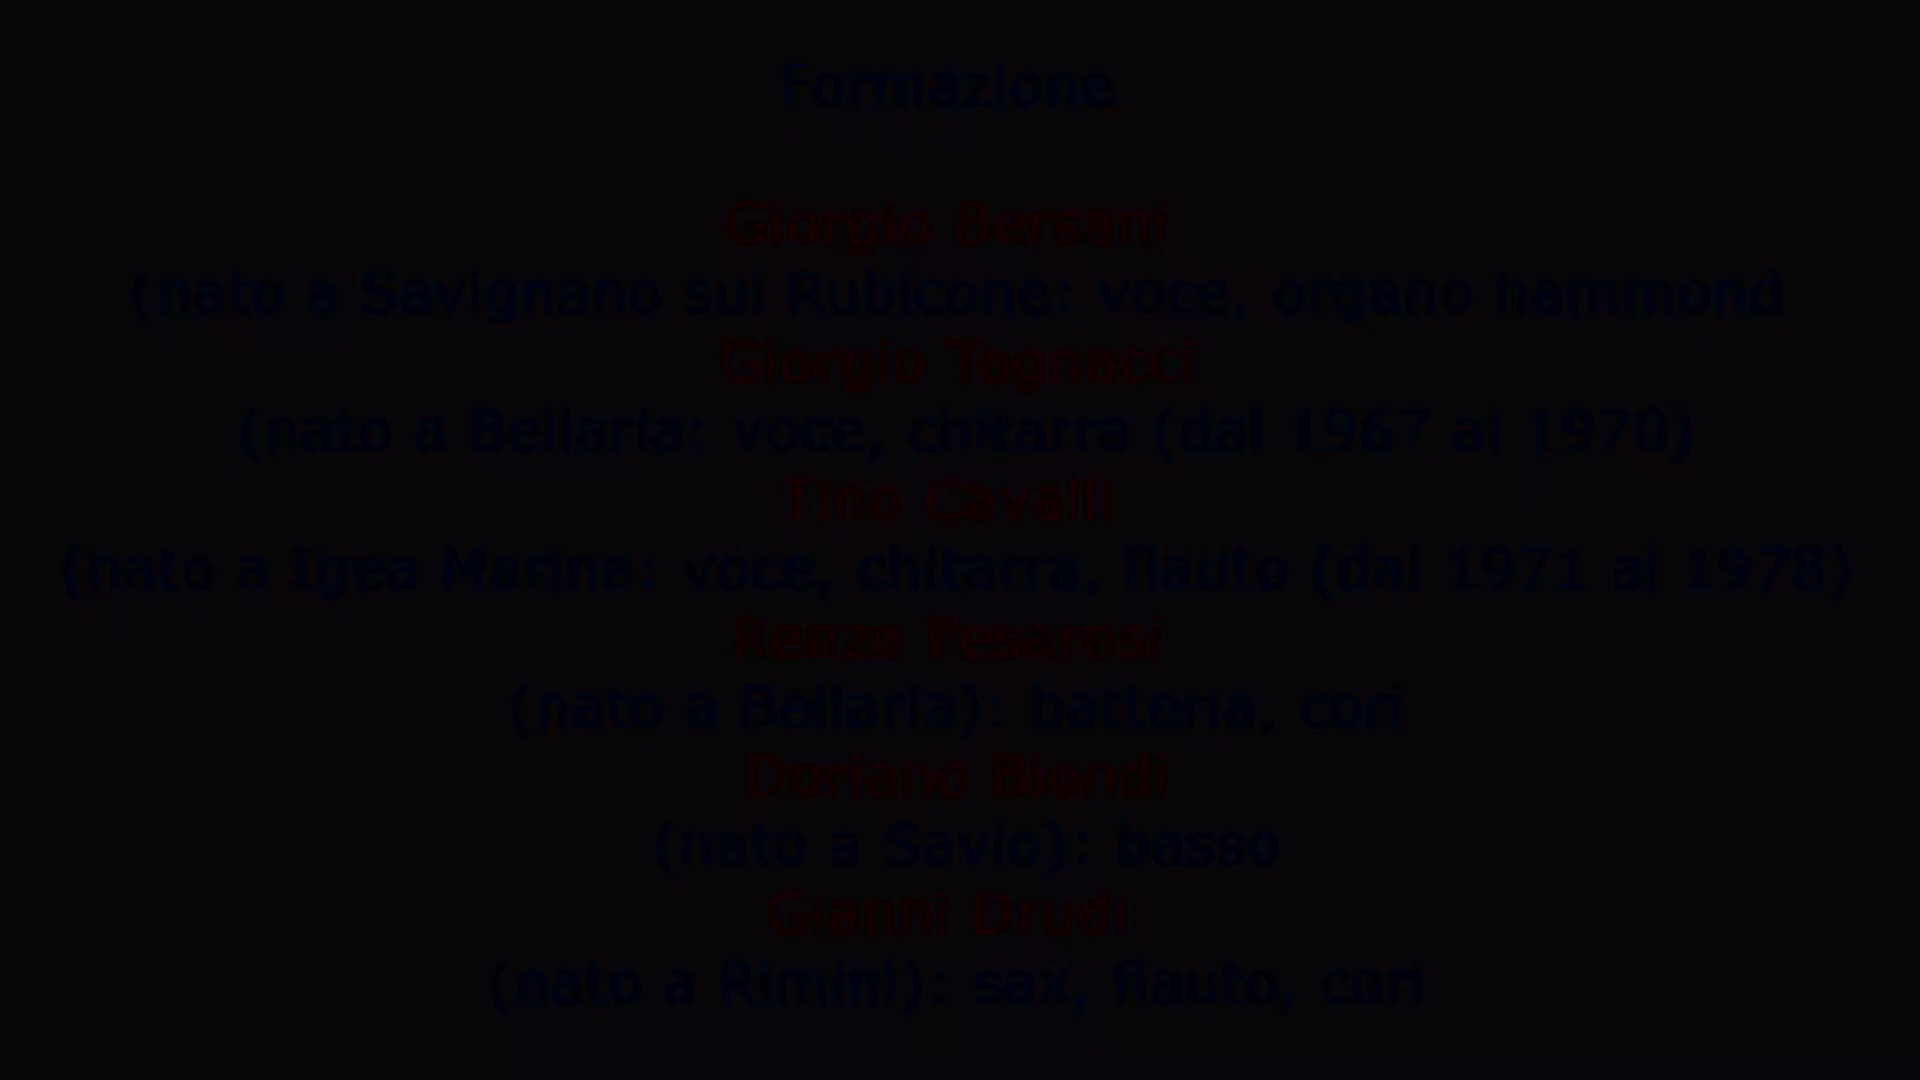 Formazione
Giorgio Bersani
(nato a Savignano sul Rubicone: voce, organo hammond
Giorgio Tognacci
(nato a Bellaria: voce, chitarra (dal 1967 al 1970)
Tino Cavalli
(nato a Igea Marina: voce, chitarra, flauto (dal 1971 al 1978)
Renzo Pesaresi
(nato a Bellaria): batteria, cori
Doriano Biondi
(nato a Savio): basso
Gianni Drudi
(nato a Rimini): sax, flauto, cori